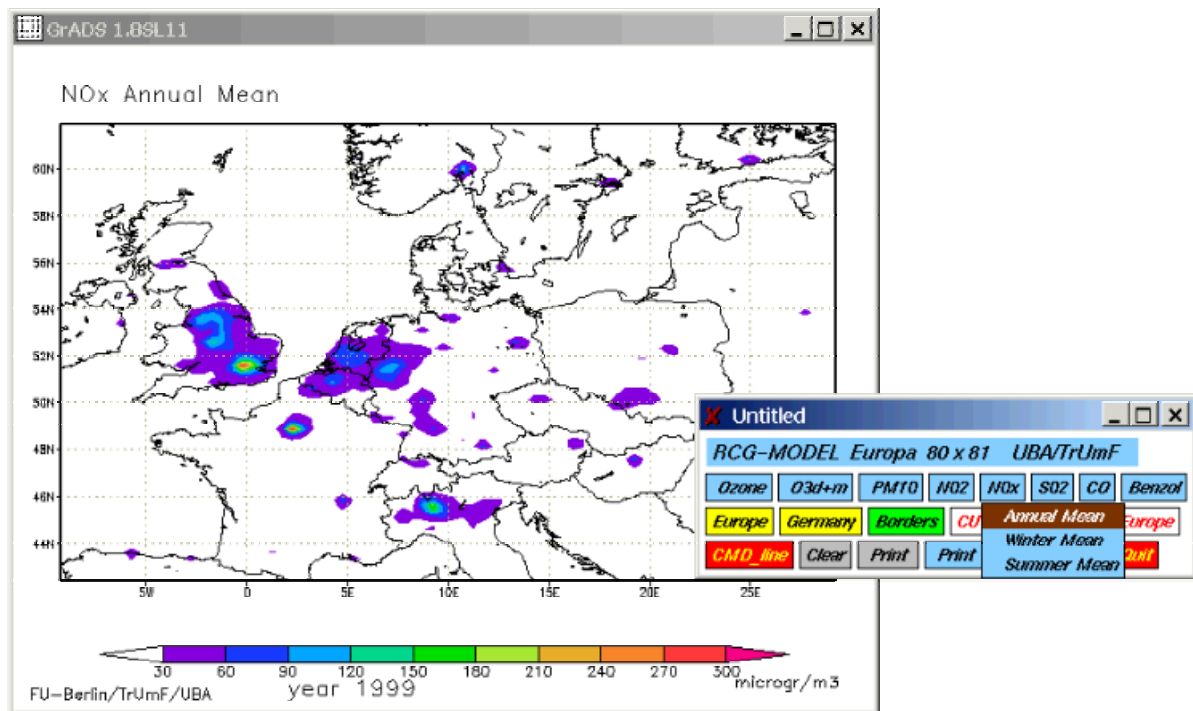 GrADS 1.8SL11
NOx Annual Mean
60N
58N
56N
54N
52N
50N
48N
46N
44N
5W 0 5E 10E 15E 20E 25E
30 60 90 120 150 180 210 240 270 300
microgr/m3
FU-Berlin/TrUmF/UBA
year 1999
Untitled
RCG-MODEL Europa 80 x 81 UBA/TrUmF
Ozone O3d+m PM10 NO2 NOx SO2 CO Benzol
Europe Germany Borders CU Annual Mean Europe
Winter Mean
CMD_line Clear Print Print Quit
Summer Mean